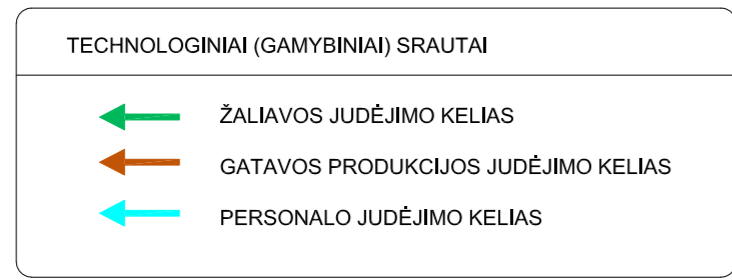 TECHNOLOGINIAI (GAMYBINIAI) SRAUTAI
ŽALIAVOS JUDĖJIMO KELIAS
GATAVOS PRODUKCIJOS JUDĖJIMO KELIAS
PERSONALO JUDĖJIMO KELIAS